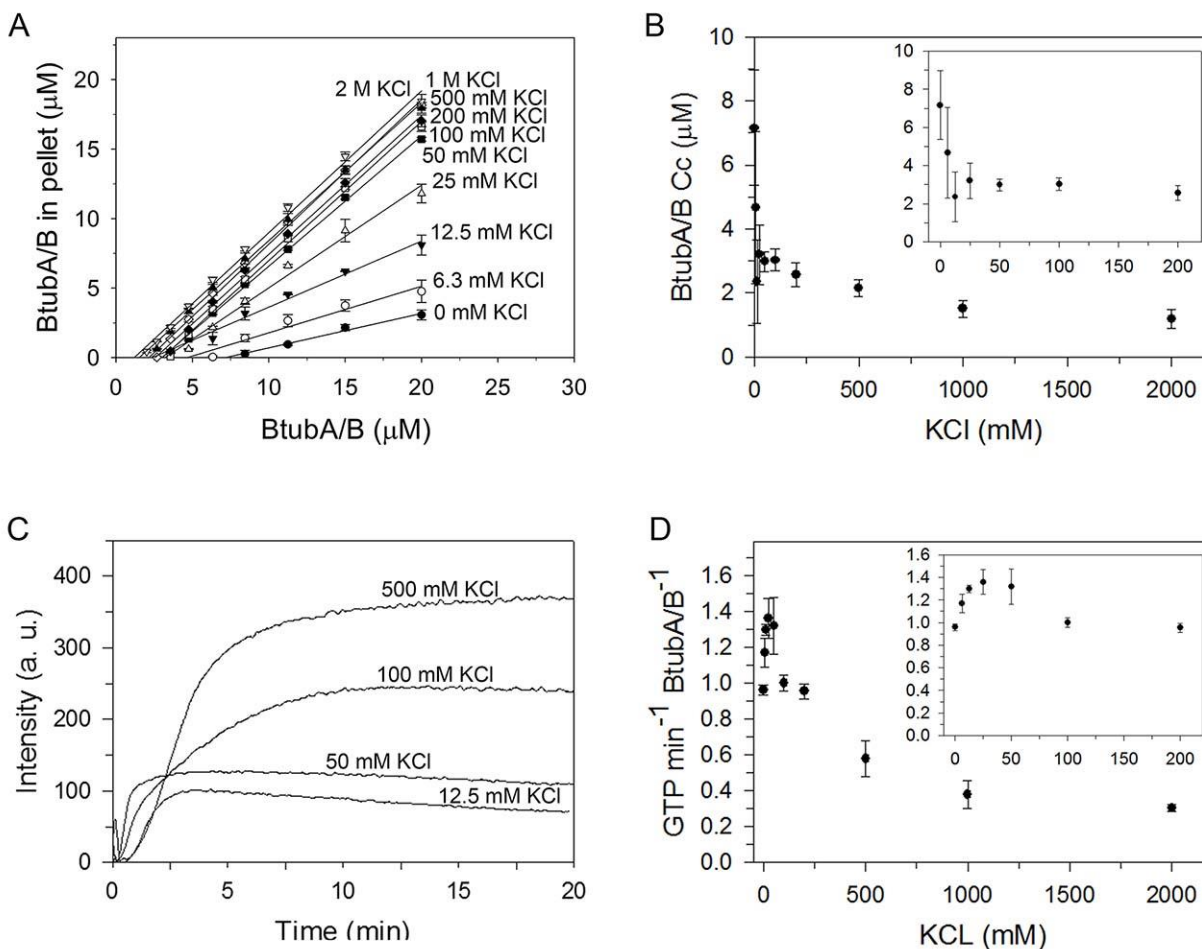 A
BtubA/B in pellet (μM)
20
15
10
5
0
2 M KCl
1 M KCl
500 mM KCl
200 mM KCl
100 mM KCl
50 mM KCl
25 mM KCl
12.5 mM KCl
6.3 mM KCl
0 mM KCl
0 5 10 15 20 25 30
BtubA/B (μM)
B
BtubA/B Cc (μM)
10
8
6
4
2
0
0 500 1000 1500 2000
KCl (mM)
10
8
6
4
2
0
0 50 100 150 200
C
Intensity (a. u.)
400
300
200
100
0
500 mM KCl
100 mM KCl
50 mM KCl
12.5 mM KCl
0 5 10 15 20
Time (min)
D
GTP min⁻¹ BtubA/B⁻¹
1.6
1.4
1.2
1.0
0.8
0.6
0.4
0.2
0.0
0 500 1000 1500 2000
KCL (mM)
1.6
1.4
1.2
1.0
0.8
0.6
0.4
0.2
0.0
0 25 50 75 100 125 150 175 200